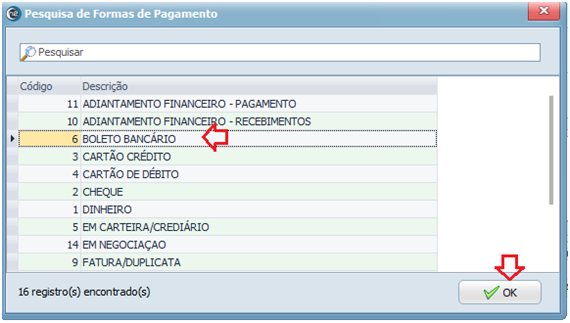 Pesquisa de Formas de Pagamento
Pesquisar
Código Descrição
11 ADIANTAMENTO FINANCEIRO - PAGAMENTO
10 ADIANTAMENTO FINANCEIRO - RECEBIMENTOS
6 BOLETO BANCÁRIO
3 CARTÃO CRÉDITO
4 CARTÃO DE DÉBITO
2 CHEQUE
1 DINHEIRO
5 EM CARTEIRA/CREDIÁRIO
14 EM NEGOCIAÇAO
9 FATURA/DUPLICATA
16 registro(s) encontrado(s)
OK